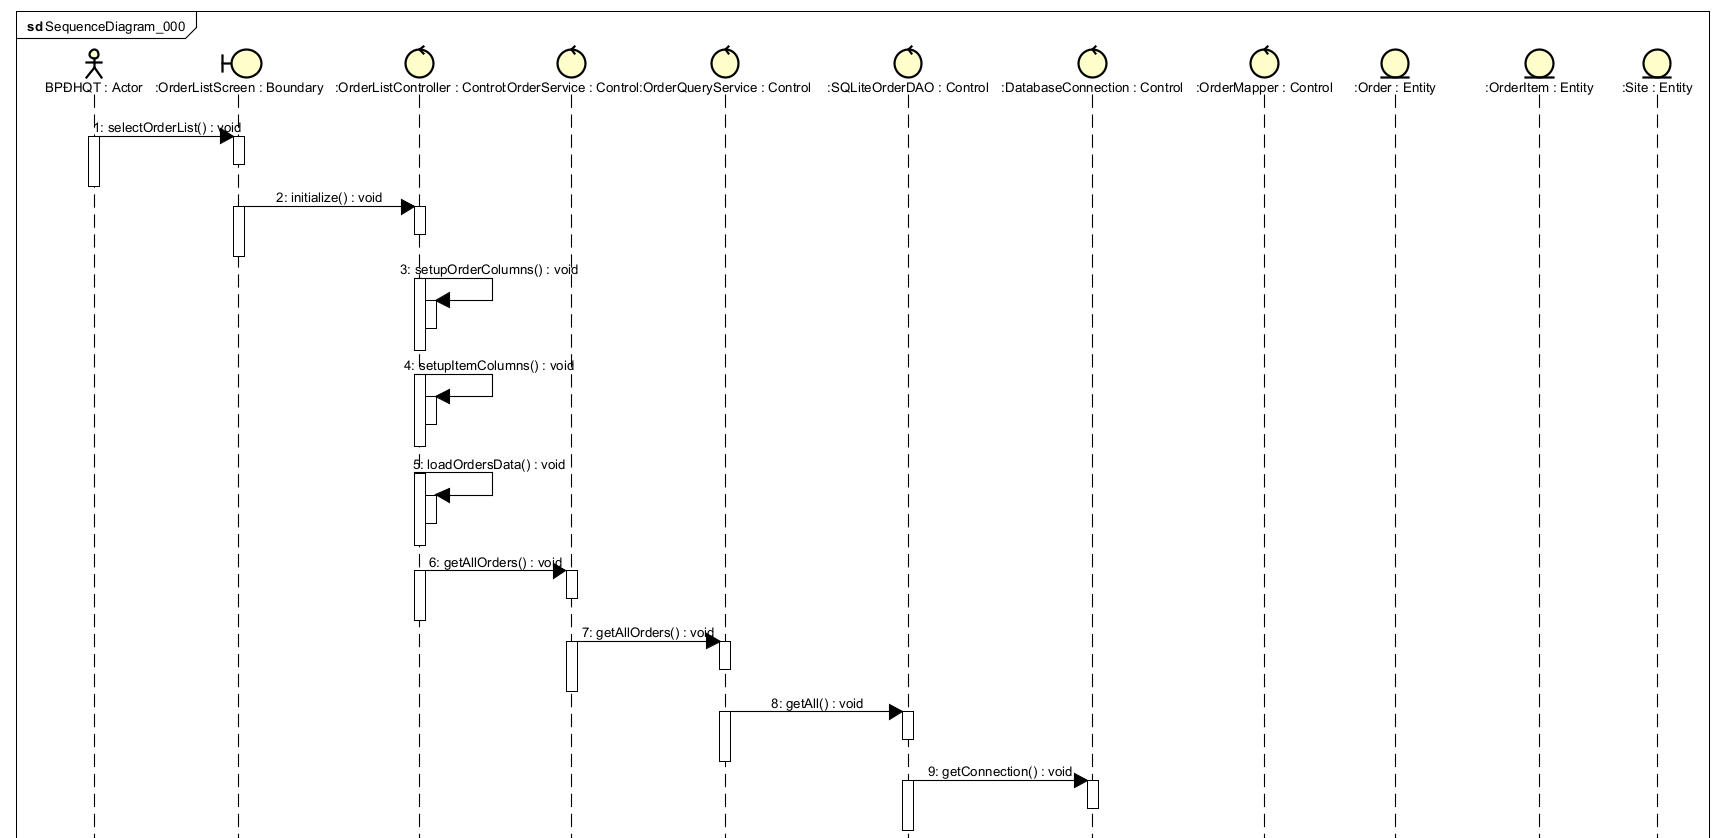 sd SequenceDiagram_000
BPĐHQT : Actor
:OrderListScreen : Boundary
:OrderListController : Control
:OrderService : Control
:OrderQueryService : Control
:SQLiteOrderDAO : Control
:DatabaseConnection : Control
:OrderMapper : Control
:Order : Entity
:OrderItem : Entity
:Site : Entity
1: selectOrderList() : void
2: initialize() : void
3: setupOrderColumns() : void
4: setupItemColumns() : void
5: loadOrdersData() : void
6: getAllOrders() : void
7: getAllOrders() : void
8: getAll() : void
9: getConnection() : void